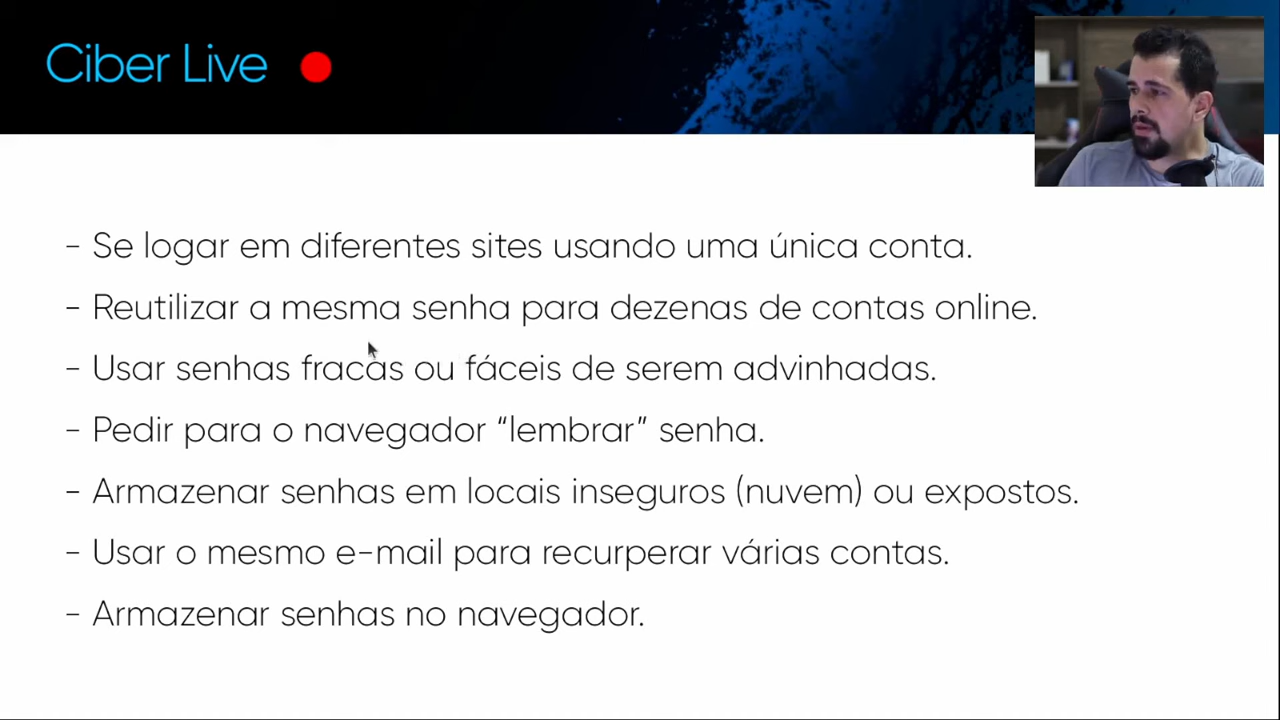 Ciber Live
- Se logar em diferentes sites usando uma única conta.
- Reutilizar a mesma senha para dezenas de contas online.
- Usar senhas fracas ou fáceis de serem advinhadas.
- Pedir para o navegador “lembrar” senha.
- Armazenar senhas em locais inseguros (nuvem) ou expostos.
- Usar o mesmo e-mail para recurperar várias contas.
- Armazenar senhas no navegador.